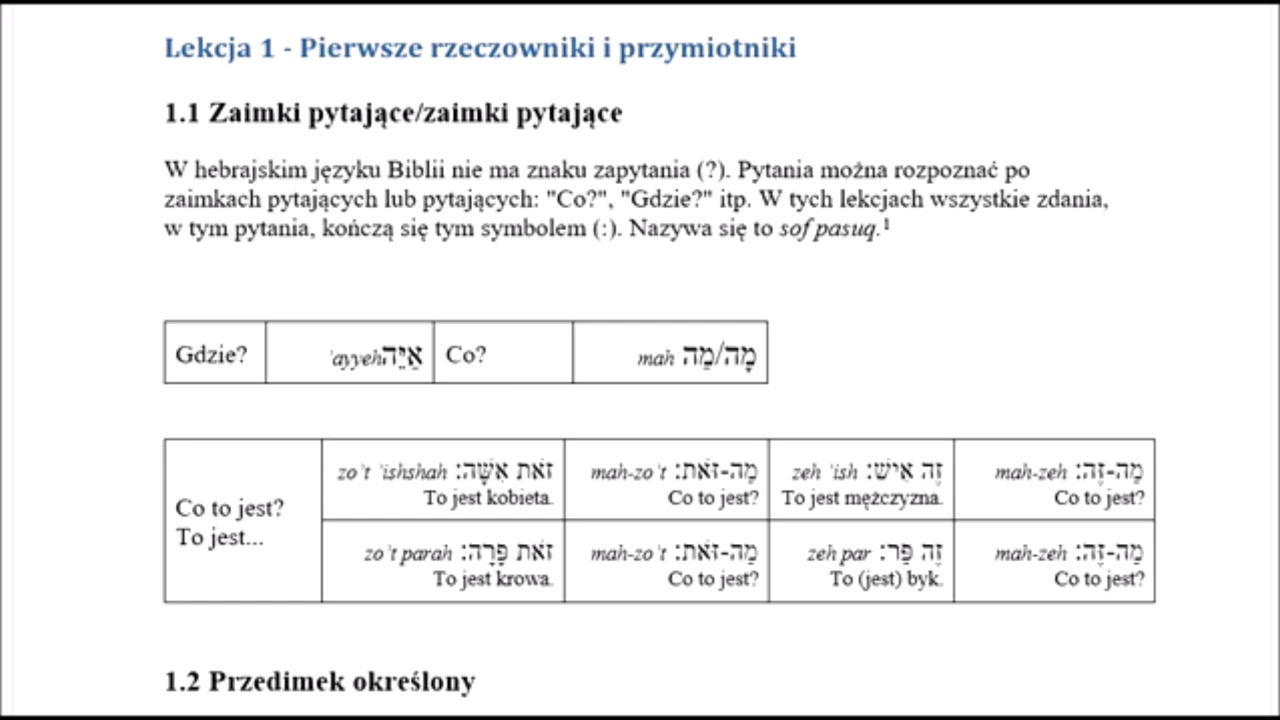 Lekcja 1 - Pierwsze rzeczowniki i przymiotniki
1.1 Zaimki pytające/zaimki pytające
W hebrajskim języku Biblii nie ma znaku zapytania (?). Pytania można rozpoznać po
zaimkach pytających lub pytających: "Co?", "Gdzie?" itp. W tych lekcjach wszystkie zdania,
w tym pytania, kończą się tym symbolem (:). Nazywa się to sof pasuq.¹
Gdzie? 'ayyeh אַיֵּה Co? mah מָה/מַה
Co to jest?
To jest...
zo't 'ishshah זֹאת אִשָּׁה: mah-zo't מַה-זֹּאת: zeh 'ish זֶה אִישׁ: mah-zeh מַה-זֶּה:
To jest kobieta. Co to jest? To jest mężczyzna. Co to jest?
zo't parah זֹאת פָּרָה: mah-zo't מַה-זֹּאת: zeh par זֶה פַּר: mah-zeh מַה-זֶּה:
To jest krowa. Co to jest? To (jest) byk. Co to jest?
1.2 Przedimek określony